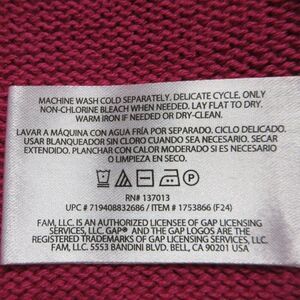 MACHINE WASH COLD SEPARATELY, DELICATE CYCLE, ONLY
NON-CHLORINE BLEACH WHEN NEEDED. LAY FLAT TO DRY.
WARM IRON IF NEEDED OR DRY-CLEAN.
LAVAR A MÁQUINA CON AGUA FRÍA POR SEPARADO. CICLO DELICADO.
USAR BLANQUEADOR SIN CLORO CUANDO SEA NECESARIO. SECAR
EXTENDIDO. PLANCHAR CON CALOR MODERADO SI ES NECESARIO
O LIMPIEZA EN SECO.
P
RN# 137013
UPC # 719408832686 / ITEM # 1753866 (F24)
FAM, LLC. IS AN AUTHORIZED LICENSEE OF GAP LICENSING
SERVICES, LLC. GAP® AND THE GAP LOGOS ARE THE
REGISTERED TRADEMARKS OF GAP LICENSING SERVICES, LLC.
FAM, LLC. 5553 BANDINI BLVD. BELL, CA 90201 USA